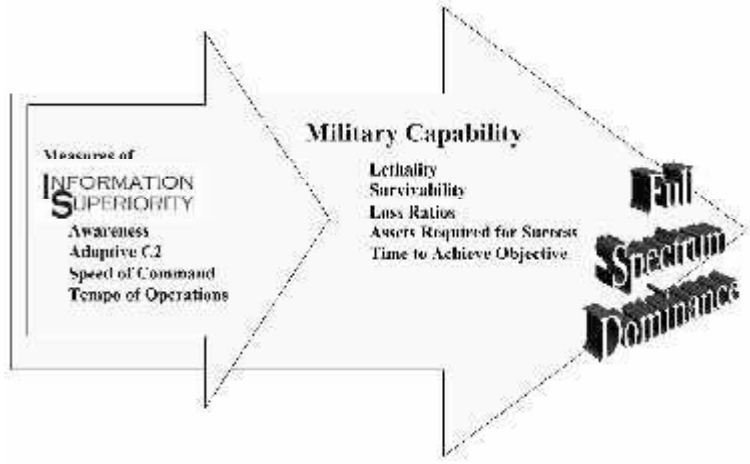 Measures of
INFORMATION
SUPERIORITY
Awareness
Adaptive C2
Speed of Command
Tempo of Operations
Military Capability
Lethality
Survivability
Loss Ratios
Assets Required for Success
Time to Achieve Objective
Full
Spectrum
Dominance